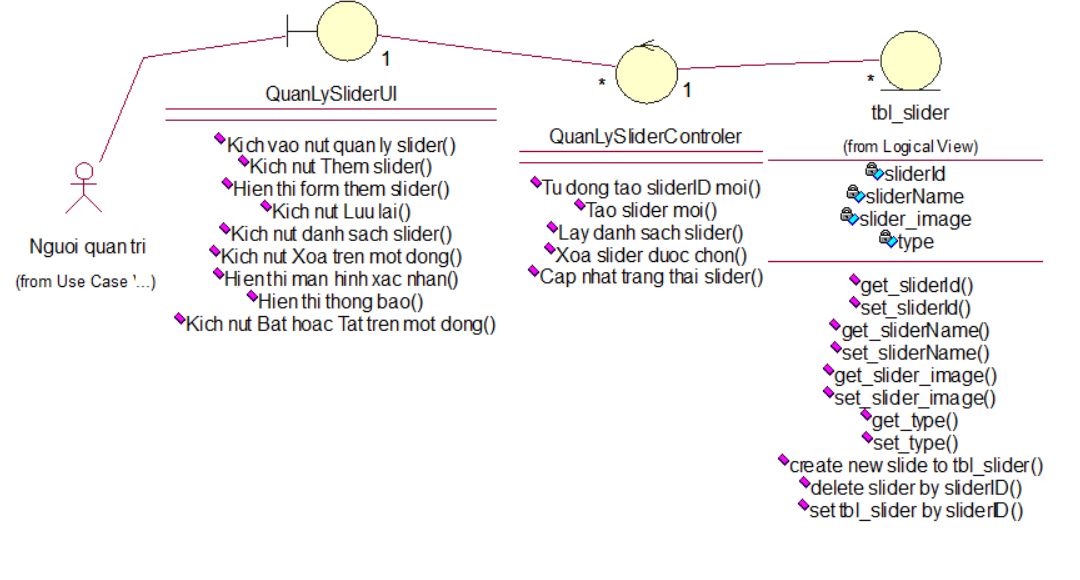 1
*
1
*
QuanLySliderUI
Kich vao nut quan ly slider()
Kich nut Them slider()
Hien thi form them slider()
Kich nut Luu lai()
Kich nut danh sach slider()
Kich nut Xoa tren mot dong()
Hien thi man hinh xac nhan()
Hien thi thong bao()
Kich nut Bat hoac Tat tren mot dong()
Nguoi quan tri
(from Use Case '...)
QuanLySliderControler
Tu dong tao sliderID moi()
Tao slider moi()
Lay danh sach slider()
Xoa slider duoc chon()
Cap nhat trang thai slider()
tbl_slider
(from Logical View)
sliderId
sliderName
slider_image
type
get_sliderId()
set_sliderId()
get_sliderName()
set_sliderName()
get_slider_image()
set_slider_image()
get_type()
set_type()
create new slide to tbl_slider()
delete slider by sliderID()
set tbl_slider by sliderID()